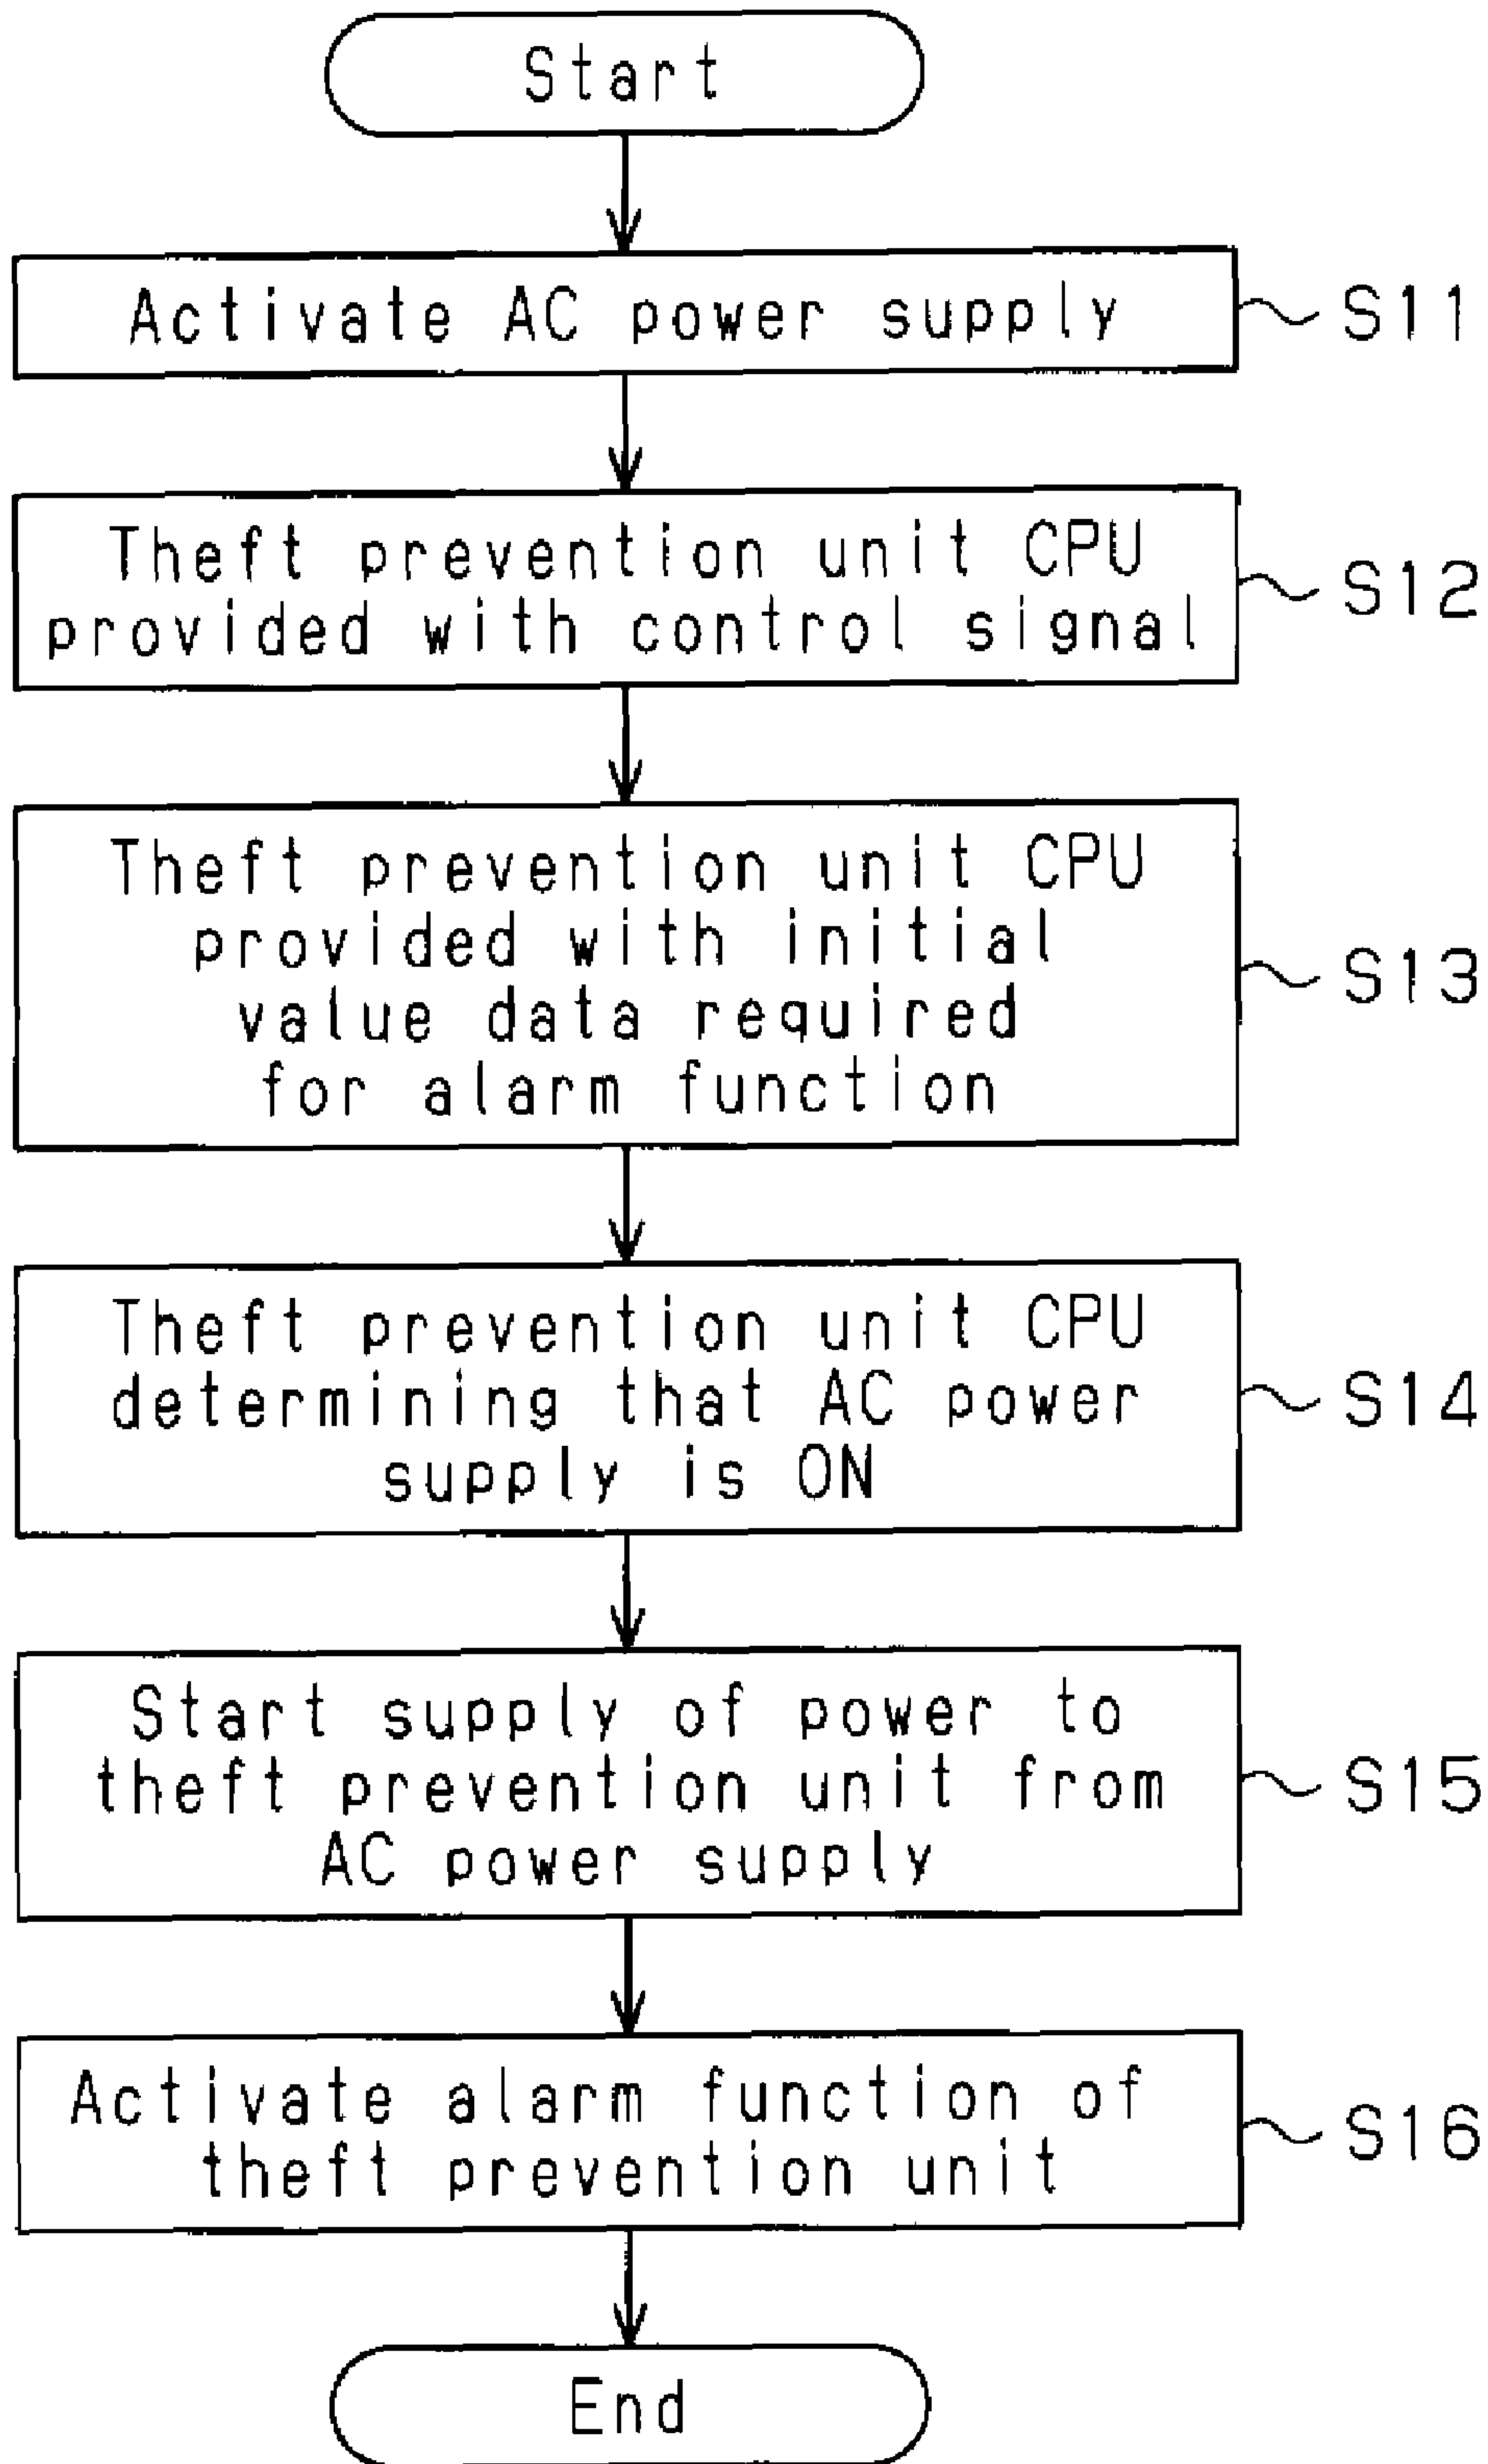 Start
Activate AC power supply
S11
Theft prevention unit CPU
provided with control signal
S12
Theft prevention unit CPU
provided with initial
value data required
for alarm function
S13
Theft prevention unit CPU
determining that AC power
supply is ON
S14
Start supply of power to
theft prevention unit from
AC power supply
S15
Activate alarm function of
theft prevention unit
S16
End